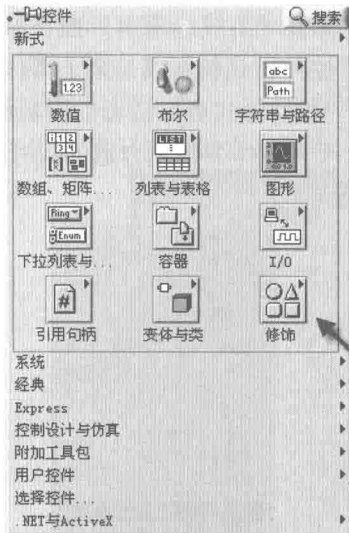 控件 搜索
新式
1.23 abc Path
数值 布尔 字符串与路径
1 2 3 4 LIST
数组、矩阵... 列表与表格 图形
Ring Enum
下拉列表与... 容器 I/O
#
引用句柄 变体与类 修饰
系统
经典
Express
控制设计与仿真
附加工具包
用户控件
选择控件...
.NET与ActiveX